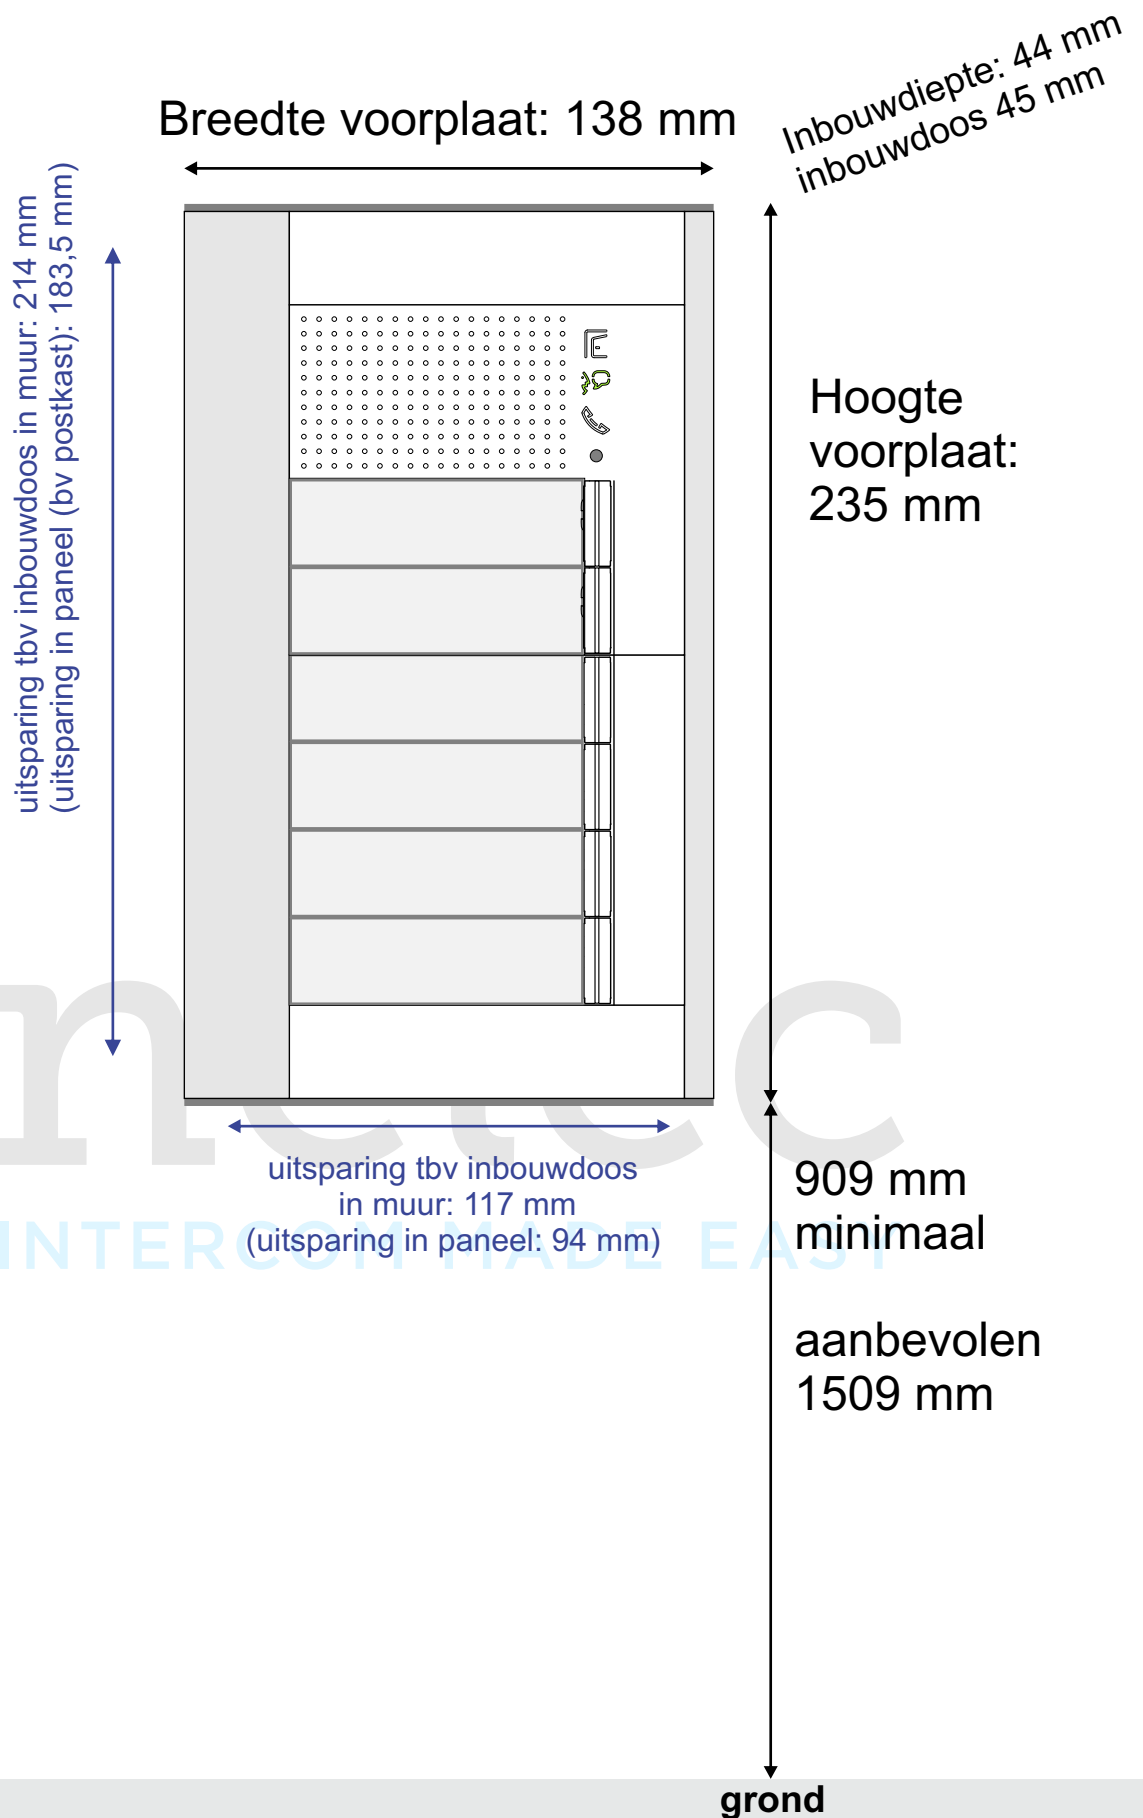 Inbouwdiepte: 44 mm
inbouwdoos 45 mm
Breedte voorplaat: 138 mm
uitsparing tbv inbouwdoos in muur: 214 mm
(uitsparing in paneel (bv postkast): 183,5 mm)
Hoogte
voorplaat:
235 mm
uitsparing tbv inbouwdoos
in muur: 117 mm
(uitsparing in paneel: 94 mm)
909 mm
minimaal
aanbevolen
1509 mm
INTERCOM MADE EASY
grond